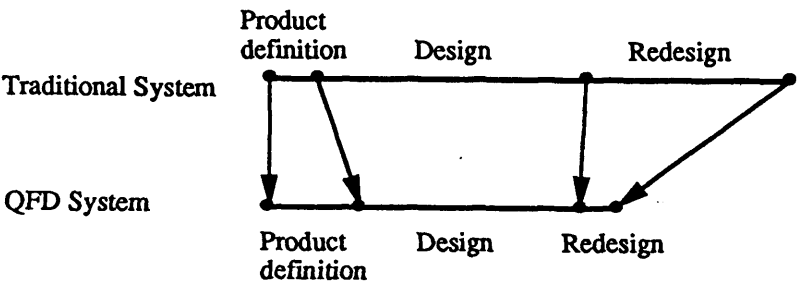 Product
definition
Design
Redesign
Traditional System
QFD System
Product
definition
Design
Redesign